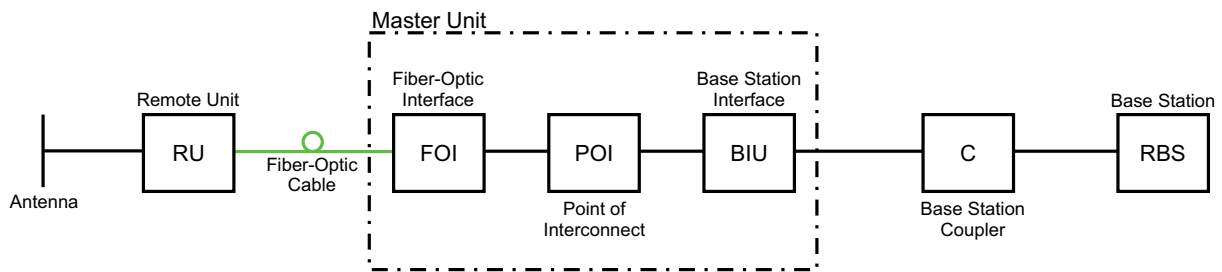 Master Unit
Fiber-Optic
Interface
Base Station
Interface
Remote Unit
Base Station
RU
FOI
POI
BIU
C
RBS
Fiber-Optic
Cable
Antenna
Point of
Interconnect
Base Station
Coupler